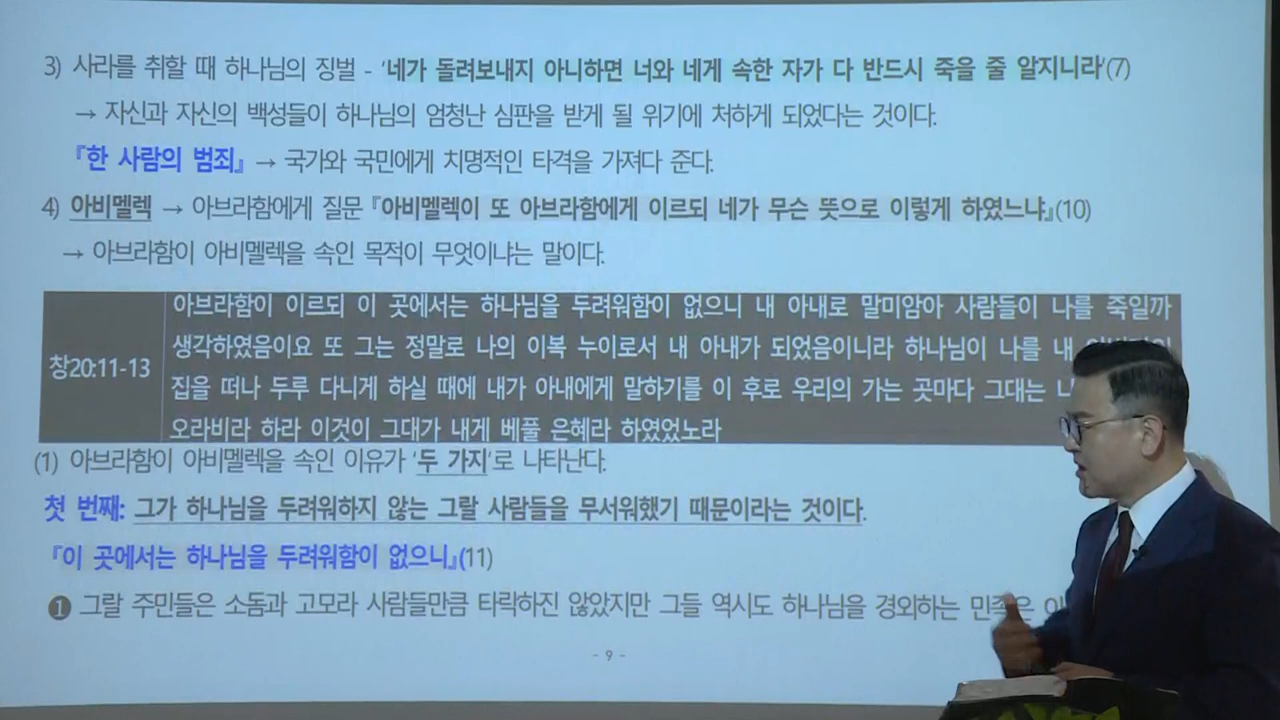 3) 사라를 취할 때 하나님의 징벌 - '네가 돌려보내지 아니하면 너와 네게 속한 자가 다 반드시 죽을 줄 알지니라'(7)
→ 자신과 자신의 백성들이 하나님의 엄청난 심판을 받게 될 위기에 처하게 되었다는 것이다.
『한 사람의 범죄』 → 국가와 국민에게 치명적인 타격을 가져다 준다.
4) 아비멜렉 → 아브라함에게 질문 『아비멜렉이 또 아브라함에게 이르되 네가 무슨 뜻으로 이렇게 하였느냐』(10)
→ 아브라함이 아비멜렉을 속인 목적이 무엇이냐는 말이다.
창20:11-13
아브라함이 이르되 이 곳에서는 하나님을 두려워함이 없으니 내 아내로 말미암아 사람들이 나를 죽일까
생각하였음이요 또 그는 정말로 나의 이복 누이로서 내 아내가 되었음이니라 하나님이 나를 내
집을 떠나 두루 다니게 하실 때에 내가 아내에게 말하기를 이 후로 우리의 가는 곳마다 그대는
오라비라 하라 이것이 그대가 내게 베풀 은혜라 하였었노라
(1) 아브라함이 아비멜렉을 속인 이유가 '두 가지'로 나타난다.
첫 번째: 그가 하나님을 두려워하지 않는 그랄 사람들을 무서워했기 때문이라는 것이다.
『이 곳에서는 하나님을 두려워함이 없으니』(11)
❶ 그랄 주민들은 소돔과 고모라 사람들만큼 타락하진 않았지만 그들 역시도 하나님을 경외하는 민족은
- 9 -